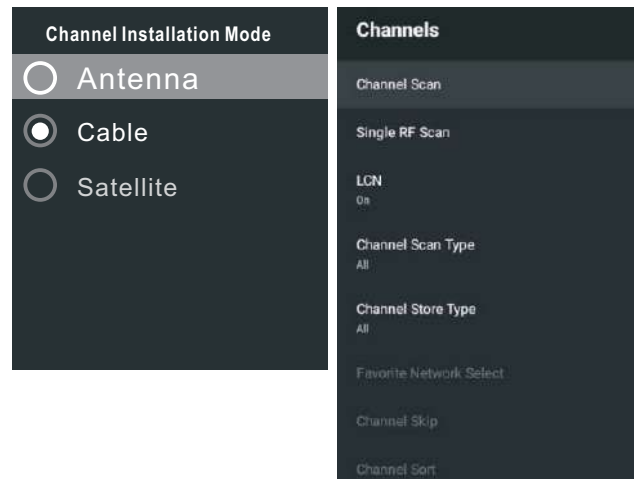 Channel Installation Mode
Antenna
Cable
Satellite
Channels
Channel Scan
Single RF Scan
LCN
On
Channel Scan Type
All
Channel Store Type
All
Favorite Network Select
Channel Skip
Channel Sort